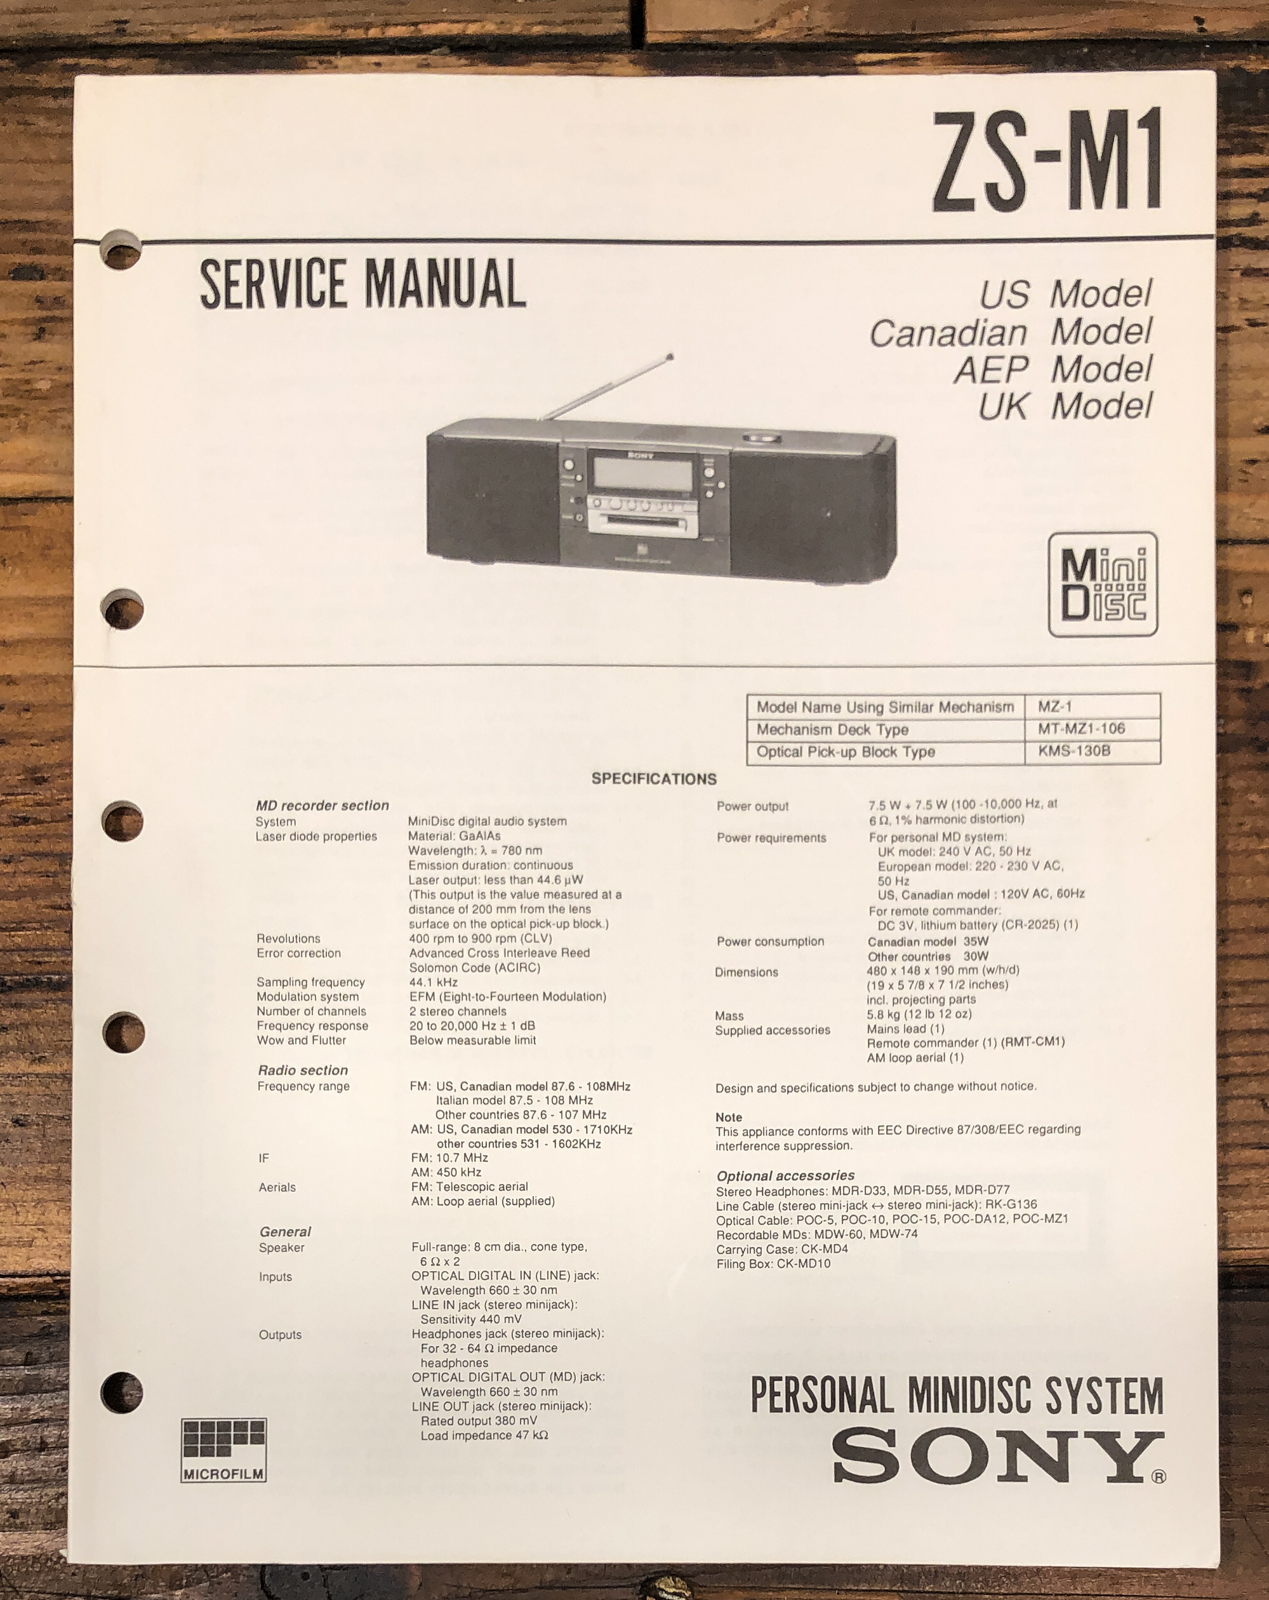 ZS-M1
SERVICE MANUAL
US Model
Canadian Model
AEP Model
UK Model
SONY
Mini
Disc
Model Name Using Similar Mechanism MZ-1
Mechanism Deck Type MT-MZ1-106
Optical Pick-up Block Type KMS-130B
SPECIFICATIONS
MD recorder section
System MiniDisc digital audio system
Laser diode properties Material: GaAlAs
Wavelength: λ = 780 nm
Emission duration: continuous
Laser output: less than 44.6 µW
(This output is the value measured at a
distance of 200 mm from the lens
surface on the optical pick-up block.)
Revolutions 400 rpm to 900 rpm (CLV)
Error correction Advanced Cross Interleave Reed
Solomon Code (ACIRC)
Sampling frequency 44.1 kHz
Modulation system EFM (Eight-to-Fourteen Modulation)
Number of channels 2 stereo channels
Frequency response 20 to 20,000 Hz ± 1 dB
Wow and Flutter Below measurable limit
Radio section
Frequency range FM: US, Canadian model 87.6 - 108MHz
Italian model 87.5 - 108 MHz
Other countries 87.6 - 107 MHz
AM: US, Canadian model 530 - 1710KHz
other countries 531 - 1602KHz
IF FM: 10.7 MHz
AM: 450 kHz
Aerials FM: Telescopic aerial
AM: Loop aerial (supplied)
General
Speaker Full-range: 8 cm dia., cone type,
6 Ω x 2
Inputs OPTICAL DIGITAL IN (LINE) jack:
Wavelength 660 ± 30 nm
LINE IN jack (stereo minijack):
Sensitivity 440 mV
Outputs Headphones jack (stereo minijack):
For 32 - 64 Ω impedance
headphones
OPTICAL DIGITAL OUT (MD) jack:
Wavelength 660 ± 30 nm
LINE OUT jack (stereo minijack):
Rated output 380 mV
Load impedance 47 kΩ
Power output 7.5 W + 7.5 W (100 -10,000 Hz, at
6 Ω, 1% harmonic distortion)
Power requirements For personal MD system:
UK model: 240 V AC, 50 Hz
European model: 220 - 230 V AC,
50 Hz
US, Canadian model : 120V AC, 60Hz
For remote commander:
DC 3V, lithium battery (CR-2025) (1)
Power consumption Canadian model 35W
Other countries 30W
Dimensions 480 x 148 x 190 mm (w/h/d)
(19 x 5 7/8 x 7 1/2 inches)
incl. projecting parts
Mass 5.8 kg (12 lb 12 oz)
Supplied accessories Mains lead (1)
Remote commander (1) (RMT-CM1)
AM loop aerial (1)
Design and specifications subject to change without notice.
Note
This appliance conforms with EEC Directive 87/308/EEC regarding
interference suppression.
Optional accessories
Stereo Headphones: MDR-D33, MDR-D55, MDR-D77
Line Cable (stereo mini-jack ↔ stereo mini-jack): RK-G136
Optical Cable: POC-5, POC-10, POC-15, POC-DA12, POC-MZ1
Recordable MDs: MDW-60, MDW-74
Carrying Case: CK-MD4
Filing Box: CK-MD10
MICROFILM
PERSONAL MINIDISC SYSTEM
SONY®